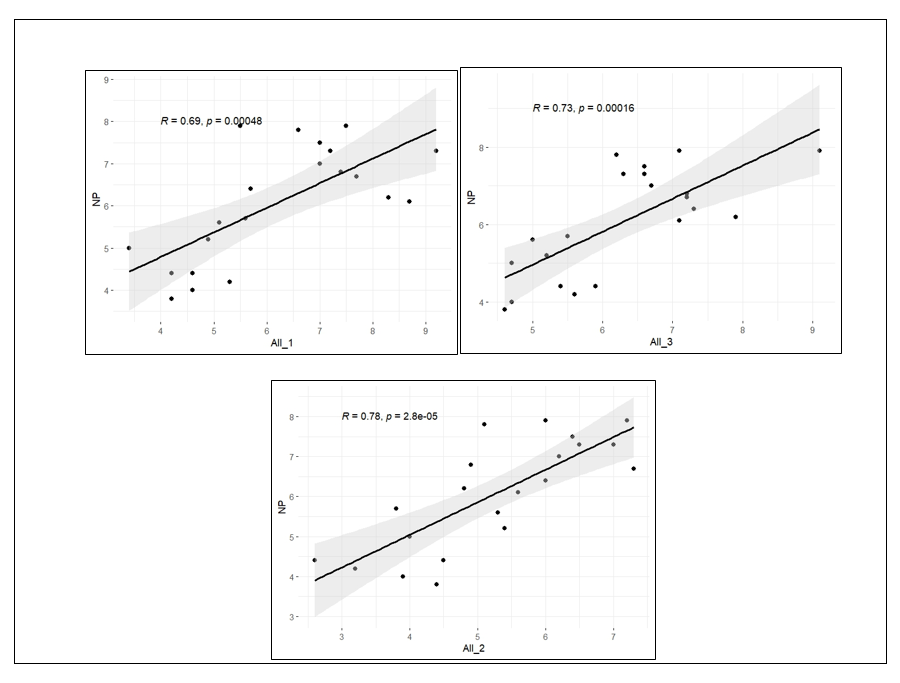 9
8
7
6
5
4
NP
R = 0.69, p = 0.00048
4 5 6 7 8 9
All_1
8
6
4
NP
R = 0.73, p = 0.00016
5 6 7 8 9
All_3
8
7
6
5
4
3
NP
R = 0.78, p = 2.8e-05
3 4 5 6 7
All_2